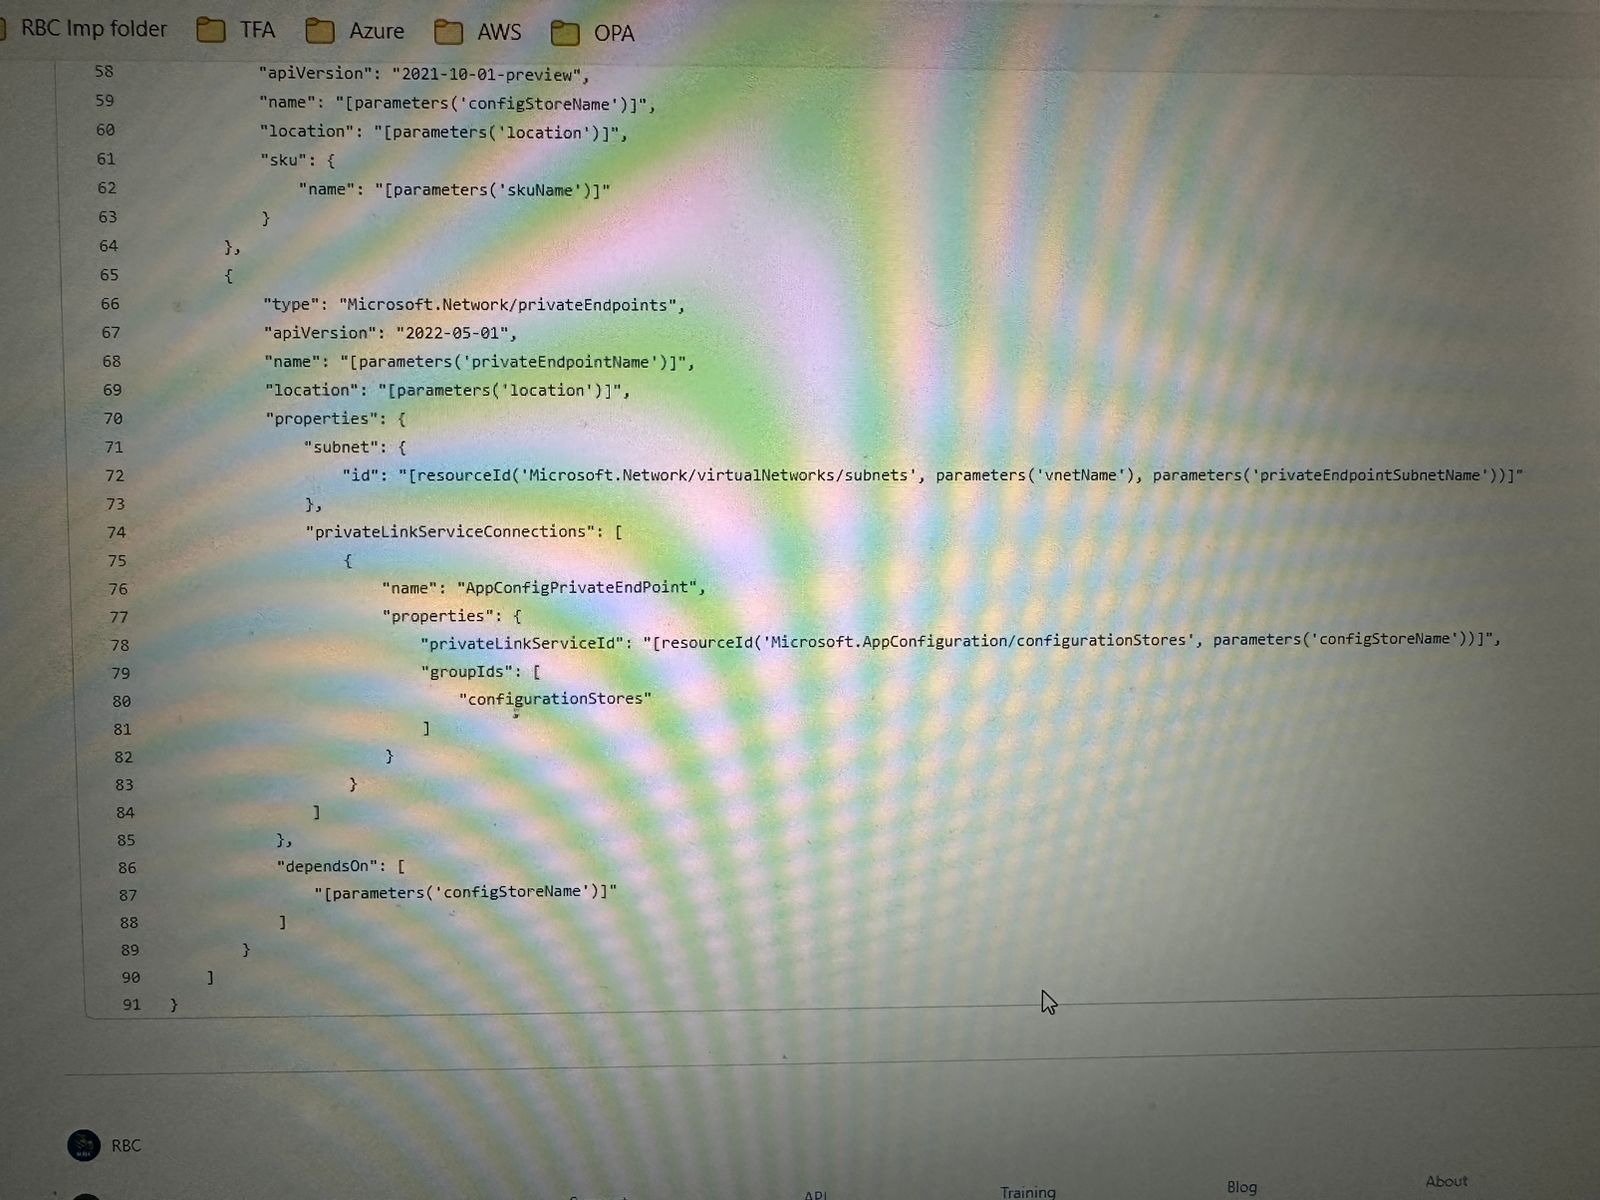 RBC Imp folder TFA Azure AWS OPA
58 "apiVersion": "2021-10-01-preview",
59 "name": "[parameters('configStoreName')]",
60 "location": "[parameters('location')]",
61 "sku": {
62 "name": "[parameters('skuName')]"
63 }
64 },
65 {
66 "type": "Microsoft.Network/privateEndpoints",
67 "apiVersion": "2022-05-01",
68 "name": "[parameters('privateEndpointName')]",
69 "location": "[parameters('location')]",
70 "properties": {
71 "subnet": {
72 "id": "[resourceId('Microsoft.Network/virtualNetworks/subnets', parameters('vnetName'), parameters('privateEndpointSubnetName'))]"
73 },
74 "privateLinkServiceConnections": [
75 {
76 "name": "AppConfigPrivateEndPoint",
77 "properties": {
78 "privateLinkServiceId": "[resourceId('Microsoft.AppConfiguration/configurationStores', parameters('configStoreName'))]",
79 "groupIds": [
80 "configurationStores"
81 ]
82 }
83 }
84 ]
85 },
86 "dependsOn": [
87 "[parameters('configStoreName')]"
88 ]
89 }
90 ]
91 }
RBC
API Training Blog About